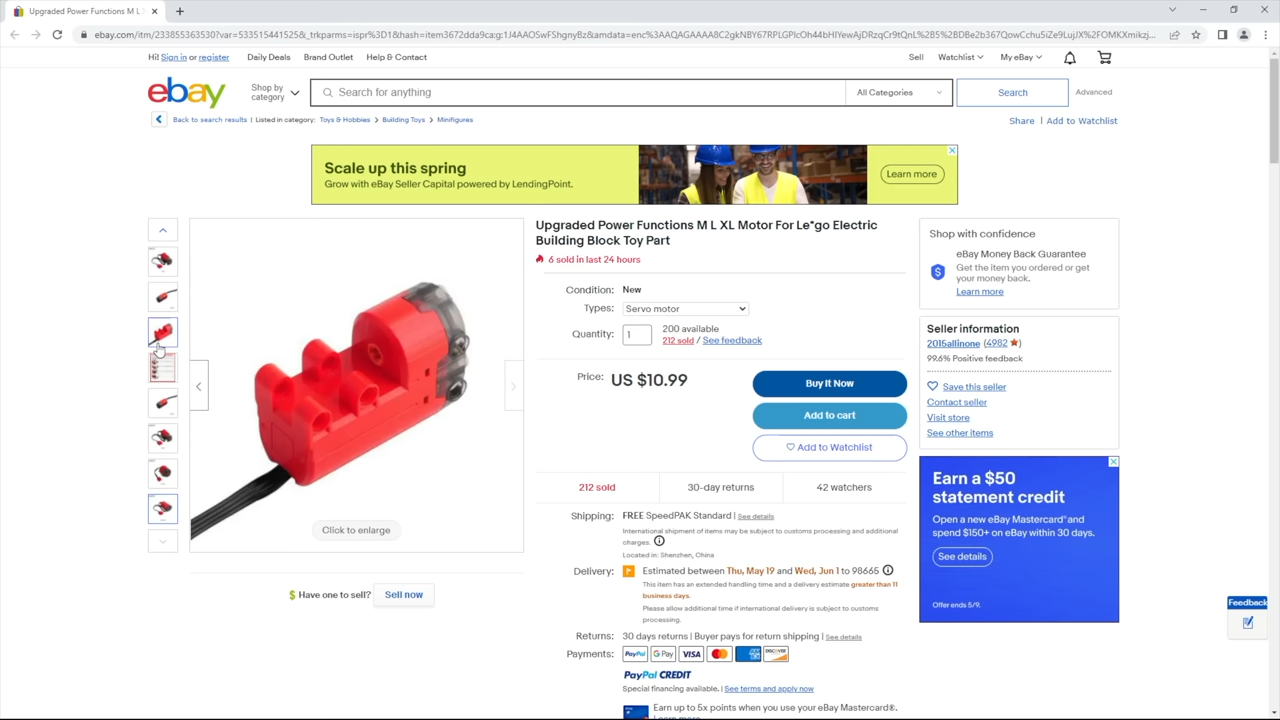 Upgraded Power Functions M L X
ebay.com/itm/233855363530?var=533515441525&_trkparms=ispr%3D1&hash=item3672dda9ca:g:1J4AAOSwFShgnyBz&amdata=enc%3AAQAGAAAA8C2gkNBY67RPLGPlcOh44bHlYewAjDRzqCr9tQnL%2B5%2BDBe2b367QowCchu5iZe9LujJX%2FOMKXmikzj...
Hi! Sign in or register
Daily Deals
Brand Outlet
Help & Contact
Sell
Watchlist
My eBay
ebay
Shop by category
Search for anything
All Categories
Search
Advanced
Back to search results | Listed in category: Toys & Hobbies > Building Toys > Minifigures
Share | Add to Watchlist
Scale up this spring
Grow with eBay Seller Capital powered by LendingPoint.
Learn more
Upgraded Power Functions M L XL Motor For Le*go Electric
Building Block Toy Part
6 sold in last 24 hours
Condition: New
Types: Servo motor
Quantity: 1
200 available
212 sold / See feedback
Price: US $10.99
Buy It Now
Add to cart
Add to Watchlist
212 sold
30-day returns
42 watchers
Shipping: FREE SpeedPAK Standard | See details
International shipment of items may be subject to customs processing and additional
charges.
Located in: Shenzhen, China
Delivery: Estimated between Thu, May 19 and Wed, Jun 1 to 98665
This item has an extended handling time and a delivery estimate greater than 11
business days.
Please allow additional time if international delivery is subject to customs
processing.
Returns: 30 days returns | Buyer pays for return shipping | See details
Payments: PayPal G Pay VISA DISCOVER
PayPal CREDIT
Special financing available. | See terms and apply now
Earn up to 5x points when you use your eBay Mastercard®.
Learn more
Click to enlarge
Have one to sell?
Sell now
Shop with confidence
eBay Money Back Guarantee
Get the item you ordered or get
your money back.
Learn more
Seller information
2015allinone (4982)
99.6% Positive feedback
Save this seller
Contact seller
Visit store
See other items
Earn a $50
statement credit
Open a new eBay Mastercard® and
spend $150+ on eBay within 30 days.
See details
Offer ends 5/9.
Feedback